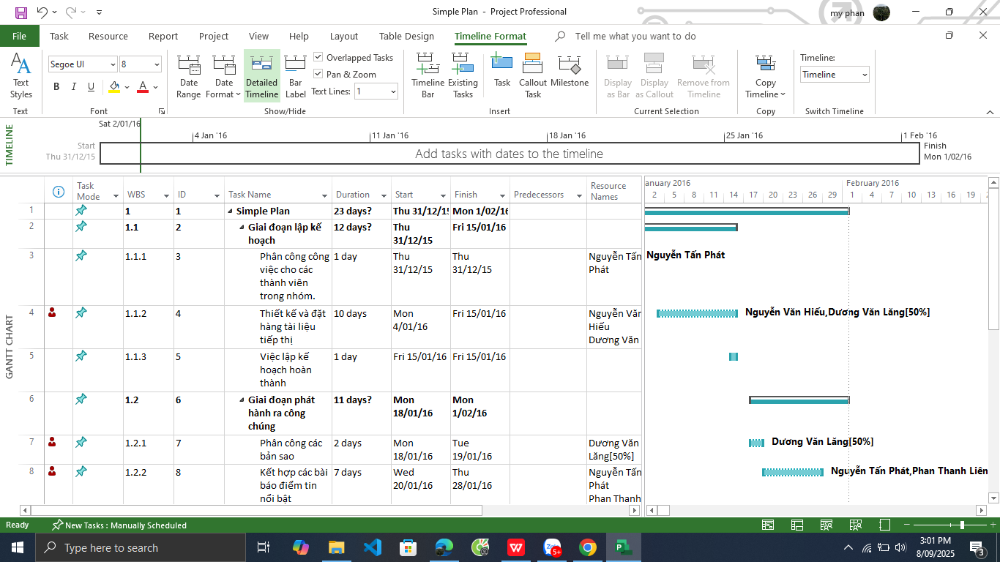 Simple Plan - Project Professional
my phan
File Task Resource Report Project View Help Layout Table Design Timeline Format Tell me what you want to do
Text Styles
Text
Segoe UI 8
B I U A
Font
Date Range
Date Format
Detailed Timeline
Bar Label
Overlapped Tasks
Pan & Zoom
Text Lines: 1
Show/Hide
Timeline Bar
Existing Tasks
Task
Callout Task
Milestone
Insert
Display as Bar
Display as Callout
Remove from Timeline
Current Selection
Copy Timeline
Copy
Timeline:
Timeline
Switch Timeline
TIMELINE
Sat 2/01/16
4 Jan '16 11 Jan '16 18 Jan '16 25 Jan '16 1 Feb '16
Start
Thu 31/12/15
Add tasks with dates to the timeline
Finish
Mon 1/02/16
GANTT CHART
Task Mode WBS ID Task Name Duration Start Finish Predecessors Resource Names
anuary 2016 February 2016
2 5 8 11 14 17 20 23 26 29 1 4 7 10 13 16 19 2
1 1 1 Simple Plan 23 days? Thu 31/12/15 Mon 1/02/16
2 1.1 2 Giai đoạn lập kế hoạch 12 days? Thu 31/12/15 Fri 15/01/16
3 1.1.1 3 Phân công công việc cho các thành viên trong nhóm. 1 day Thu 31/12/15 Thu 31/12/15 Nguyễn Tấn Phát
Nguyễn Tấn Phát
4 1.1.2 4 Thiết kế và đặt hàng tài liệu tiếp thị 10 days Mon 4/01/16 Fri 15/01/16 Nguyễn Văn Hiếu Dương Văn
Nguyễn Văn Hiếu,Dương Văn Lăng[50%]
5 1.1.3 5 Việc lập kế hoạch hoàn thành 1 day Fri 15/01/16 Fri 15/01/16
6 1.2 6 Giai đoạn phát hành ra công chúng 11 days? Mon 18/01/16 Mon 1/02/16
7 1.2.1 7 Phân công các bản sao 2 days Mon 18/01/16 Tue 19/01/16 Dương Văn Lăng[50%]
Dương Văn Lăng[50%]
8 1.2.2 8 Kết hợp các bài báo điểm tin nổi bật 7 days Wed 20/01/16 Thu 28/01/16 Nguyễn Tấn Phát Phan Thanh
Nguyễn Tấn Phát,Phan Thanh Liên
Ready New Tasks : Manually Scheduled
Type here to search
5+
3:01 PM
8/09/2025
3